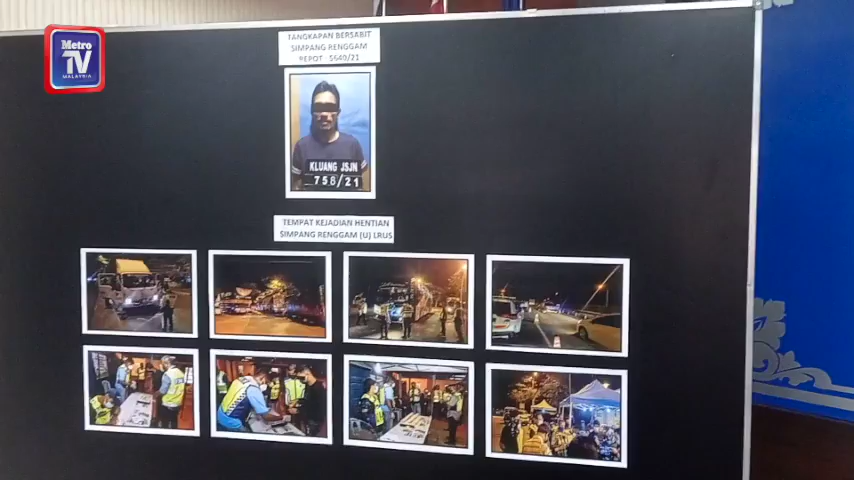 Metro
TV
MALAYSIA
TANGKAPAN BERSABIT
SIMPANG RENGGAM
REPOT : 5640/21
KLUANG JSJN
758/21
TEMPAT KEJADIAN HENTIAN
SIMPANG RENGGAM (U) LRUS